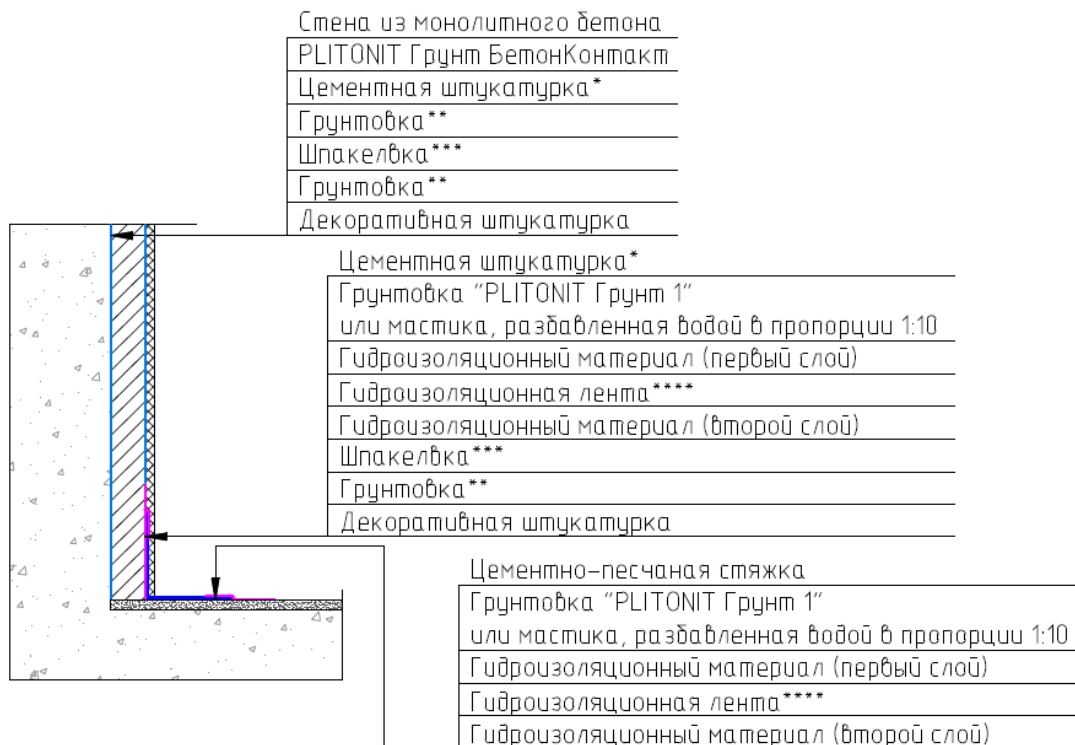 Стена из монолитного бетона
PLITONIT Грунт БетонКонтакт
Цементная штукатурка*
Грунтовка**
Шпакелвка***
Грунтовка**
Декоративная штукатурка
Цементная штукатурка*
Грунтовка "PLITONIT Грунт 1"
или мастика, разбавленная водой в пропорции 1:10
Гидроизоляционный материал (первый слой)
Гидроизоляционная лента****
Гидроизоляционный материал (второй слой)
Шпакелвка***
Грунтовка**
Декоративная штукатурка
Цементно-песчаная стяжка
Грунтовка "PLITONIT Грунт 1"
или мастика, разбавленная водой в пропорции 1:10
Гидроизоляционный материал (первый слой)
Гидроизоляционная лента****
Гидроизоляционный материал (второй слой)